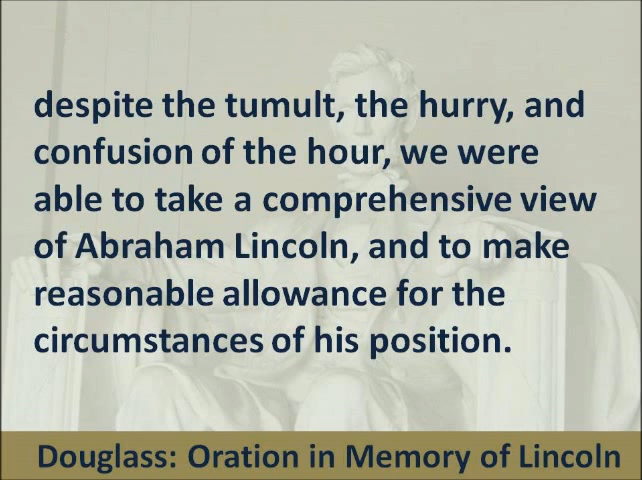 despite the tumult, the hurry, and
confusion of the hour, we were
able to take a comprehensive view
of Abraham Lincoln, and to make
reasonable allowance for the
circumstances of his position.
Douglass: Oration in Memory of Lincoln